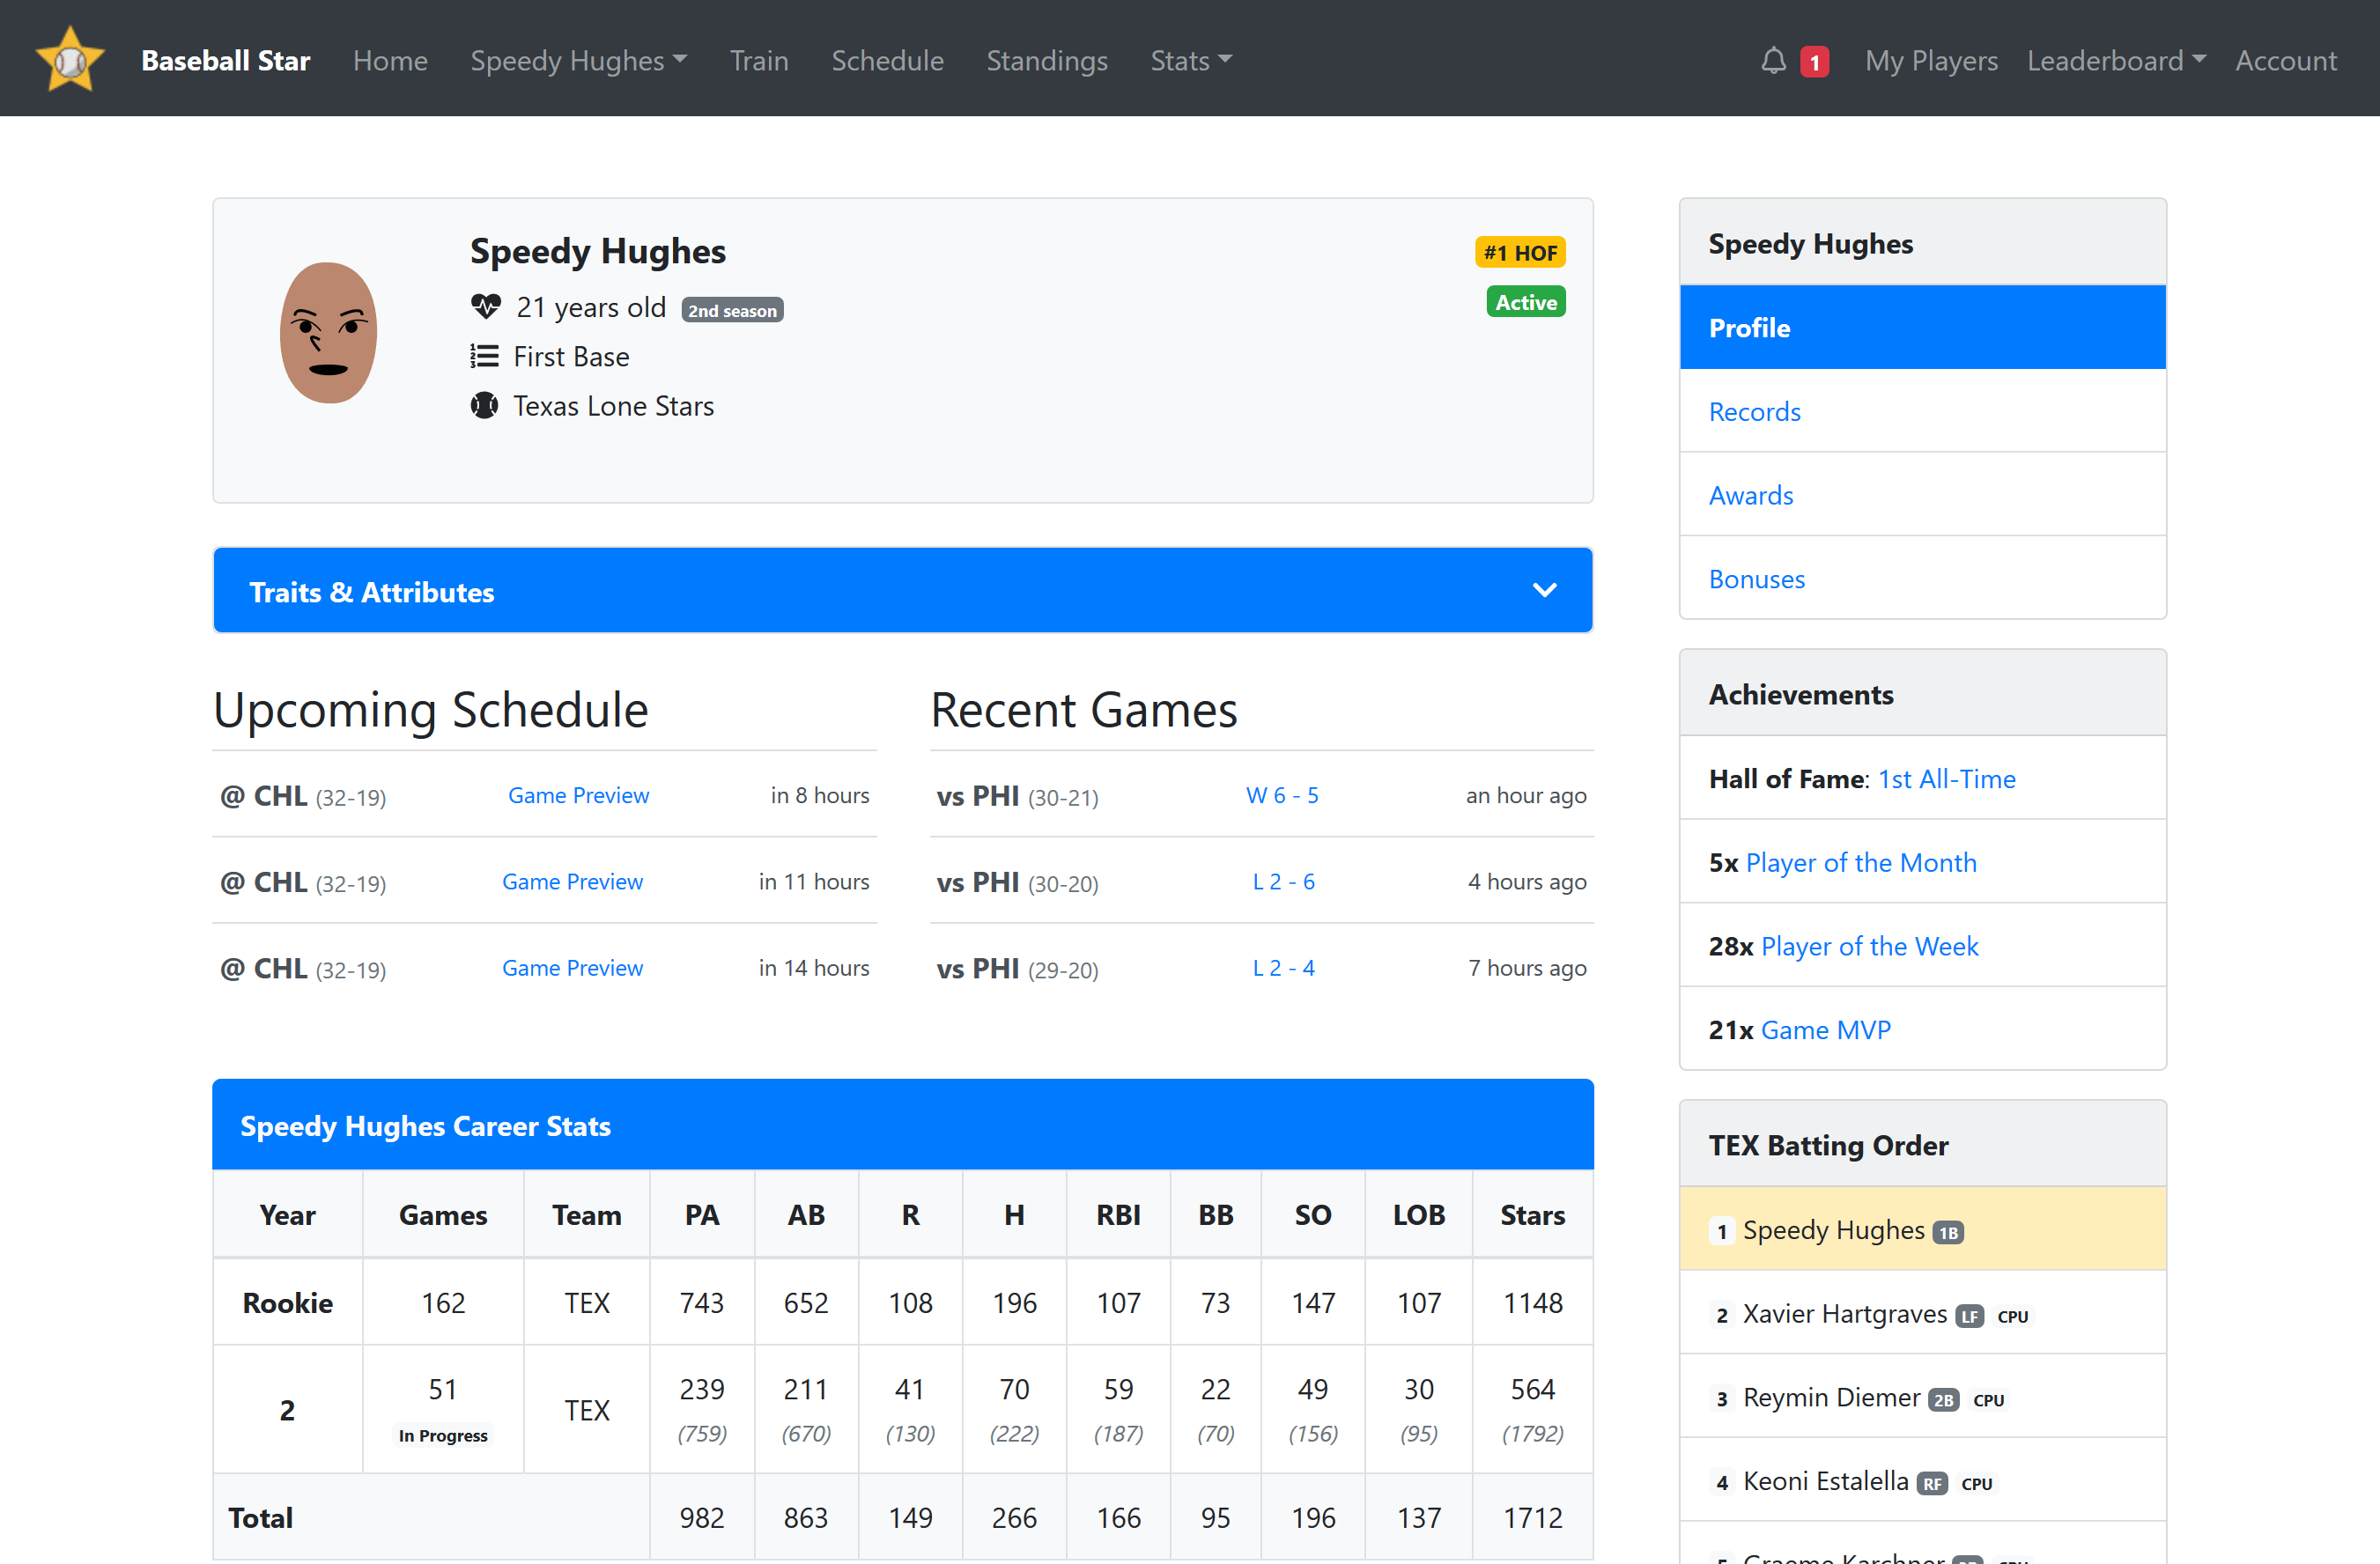 Baseball Star Home Speedy Hughes Train Schedule Standings Stats 1 My Players Leaderboard Account
Speedy Hughes
#1 HOF
21 years old 2nd season
Active
First Base
Texas Lone Stars
Traits & Attributes
Upcoming Schedule
@ CHL (32-19) Game Preview in 8 hours
@ CHL (32-19) Game Preview in 11 hours
@ CHL (32-19) Game Preview in 14 hours
Recent Games
vs PHI (30-21) W 6 - 5 an hour ago
vs PHI (30-20) L 2 - 6 4 hours ago
vs PHI (29-20) L 2 - 4 7 hours ago
Speedy Hughes Career Stats
Year Games Team PA AB R H RBI BB SO LOB Stars
Rookie 162 TEX 743 652 108 196 107 73 147 107 1148
2 51 TEX 239 211 41 70 59 22 49 30 564
In Progress (759) (670) (130) (222) (187) (70) (156) (95) (1792)
Total 982 863 149 266 166 95 196 137 1712
Speedy Hughes
Profile
Records
Awards
Bonuses
Achievements
Hall of Fame: 1st All-Time
5x Player of the Month
28x Player of the Week
21x Game MVP
TEX Batting Order
1 Speedy Hughes 1B
2 Xavier Hartgraves LF CPU
3 Reymin Diemer 2B CPU
4 Keoni Estalella RF CPU